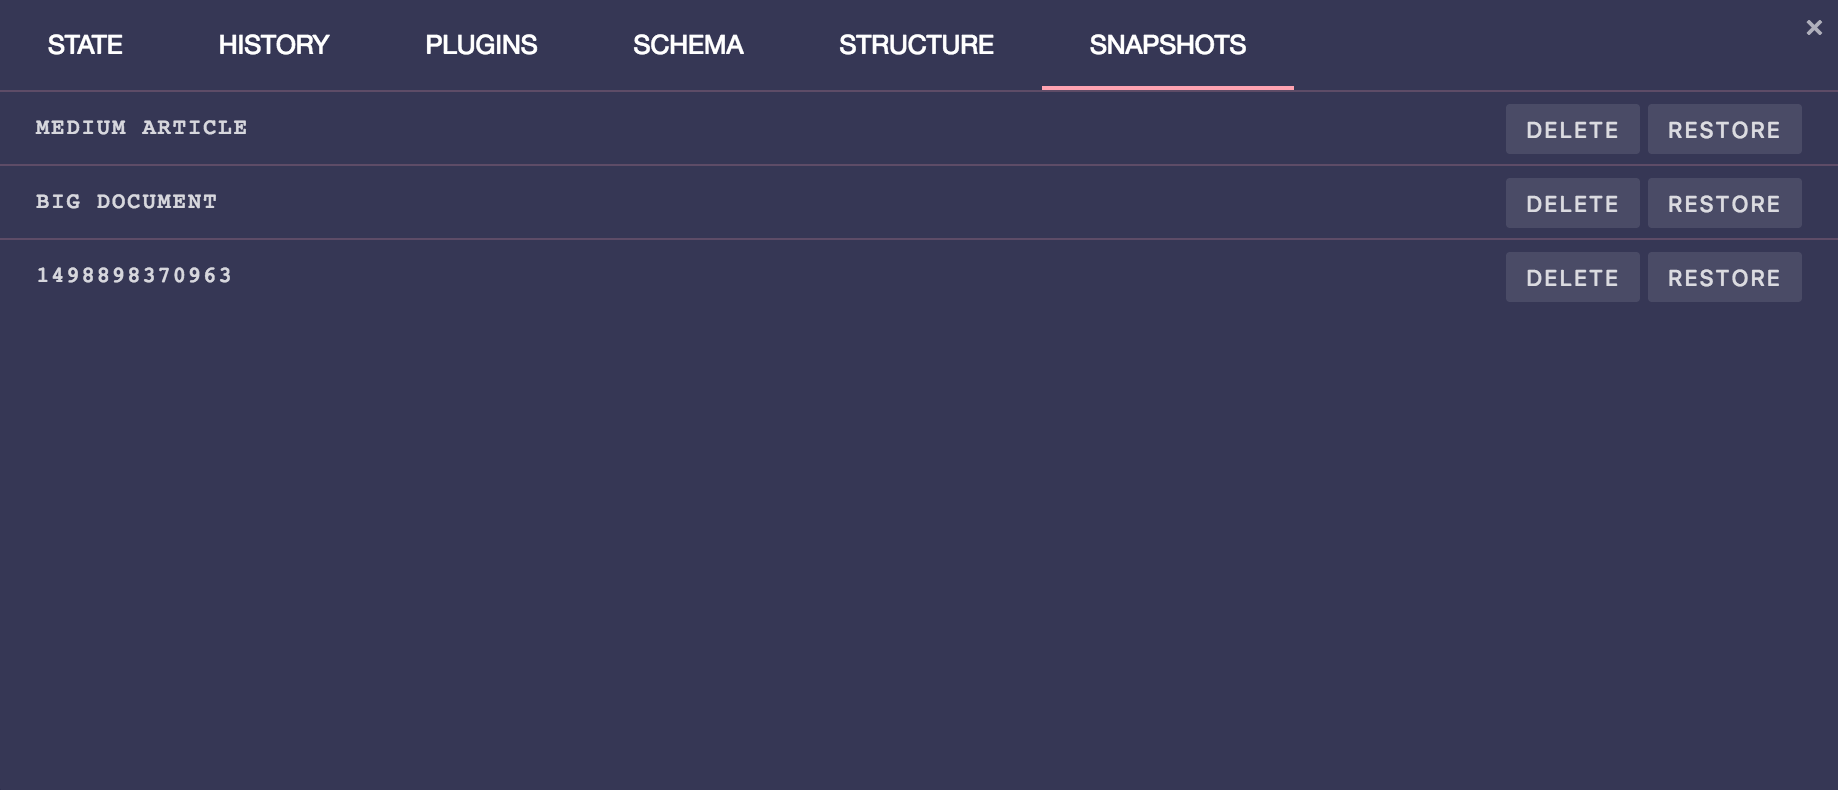 STATE HISTORY PLUGINS SCHEMA STRUCTURE SNAPSHOTS ×
MEDIUM ARTICLE DELETE RESTORE
BIG DOCUMENT DELETE RESTORE
1498898370963 DELETE RESTORE